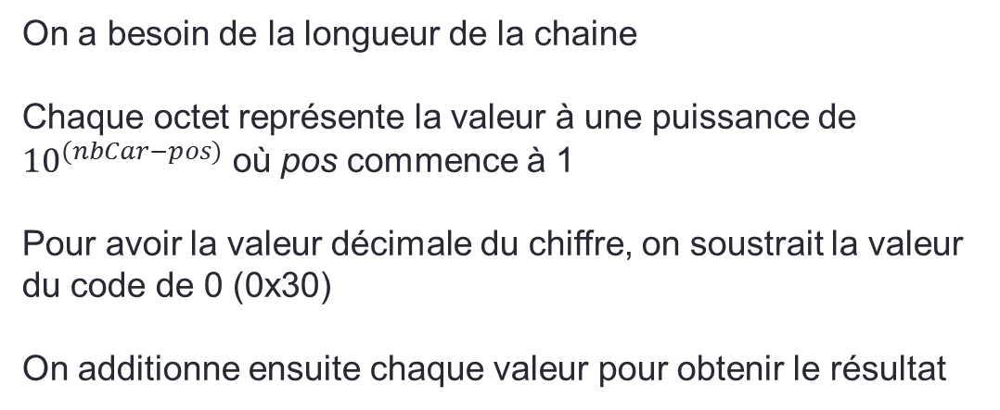 On a besoin de la longueur de la chaine
Chaque octet représente la valeur à une puissance de
10^(nbCar−pos) où pos commence à 1
Pour avoir la valeur décimale du chiffre, on soustrait la valeur
du code de 0 (0x30)
On additionne ensuite chaque valeur pour obtenir le résultat